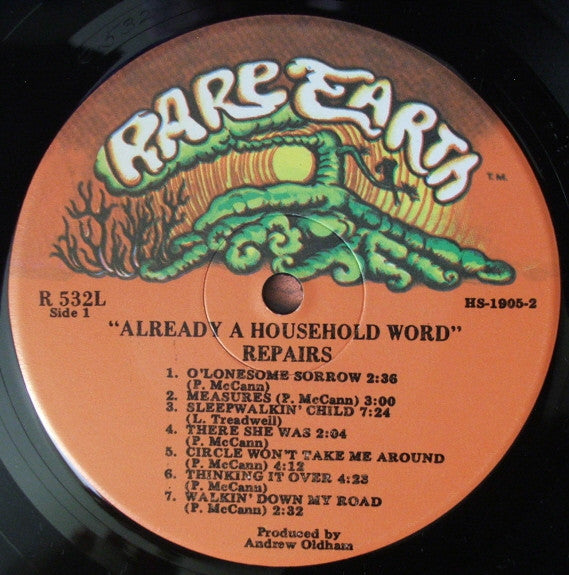 RARE EARTH
T.M.
R 532L
Side 1
HS-1905-2
"ALREADY A HOUSEHOLD WORD"
REPAIRS
1. O'LONESOME SORROW 2:36
(P. McCann)
2. MEASURES (P. McCann) 3:00
3. SLEEPWALKIN' CHILD 7:24
(L. Treadwell)
4. THERE SHE WAS 2:04
(P. McCann)
5. CIRCLE WON'T TAKE ME AROUND
(P. McCann) 4:12
6. THINKING IT OVER 4:23
(P. McCann)
7. WALKIN' DOWN MY ROAD
(P. McCann) 2:32
Produced by
Andrew Oldham